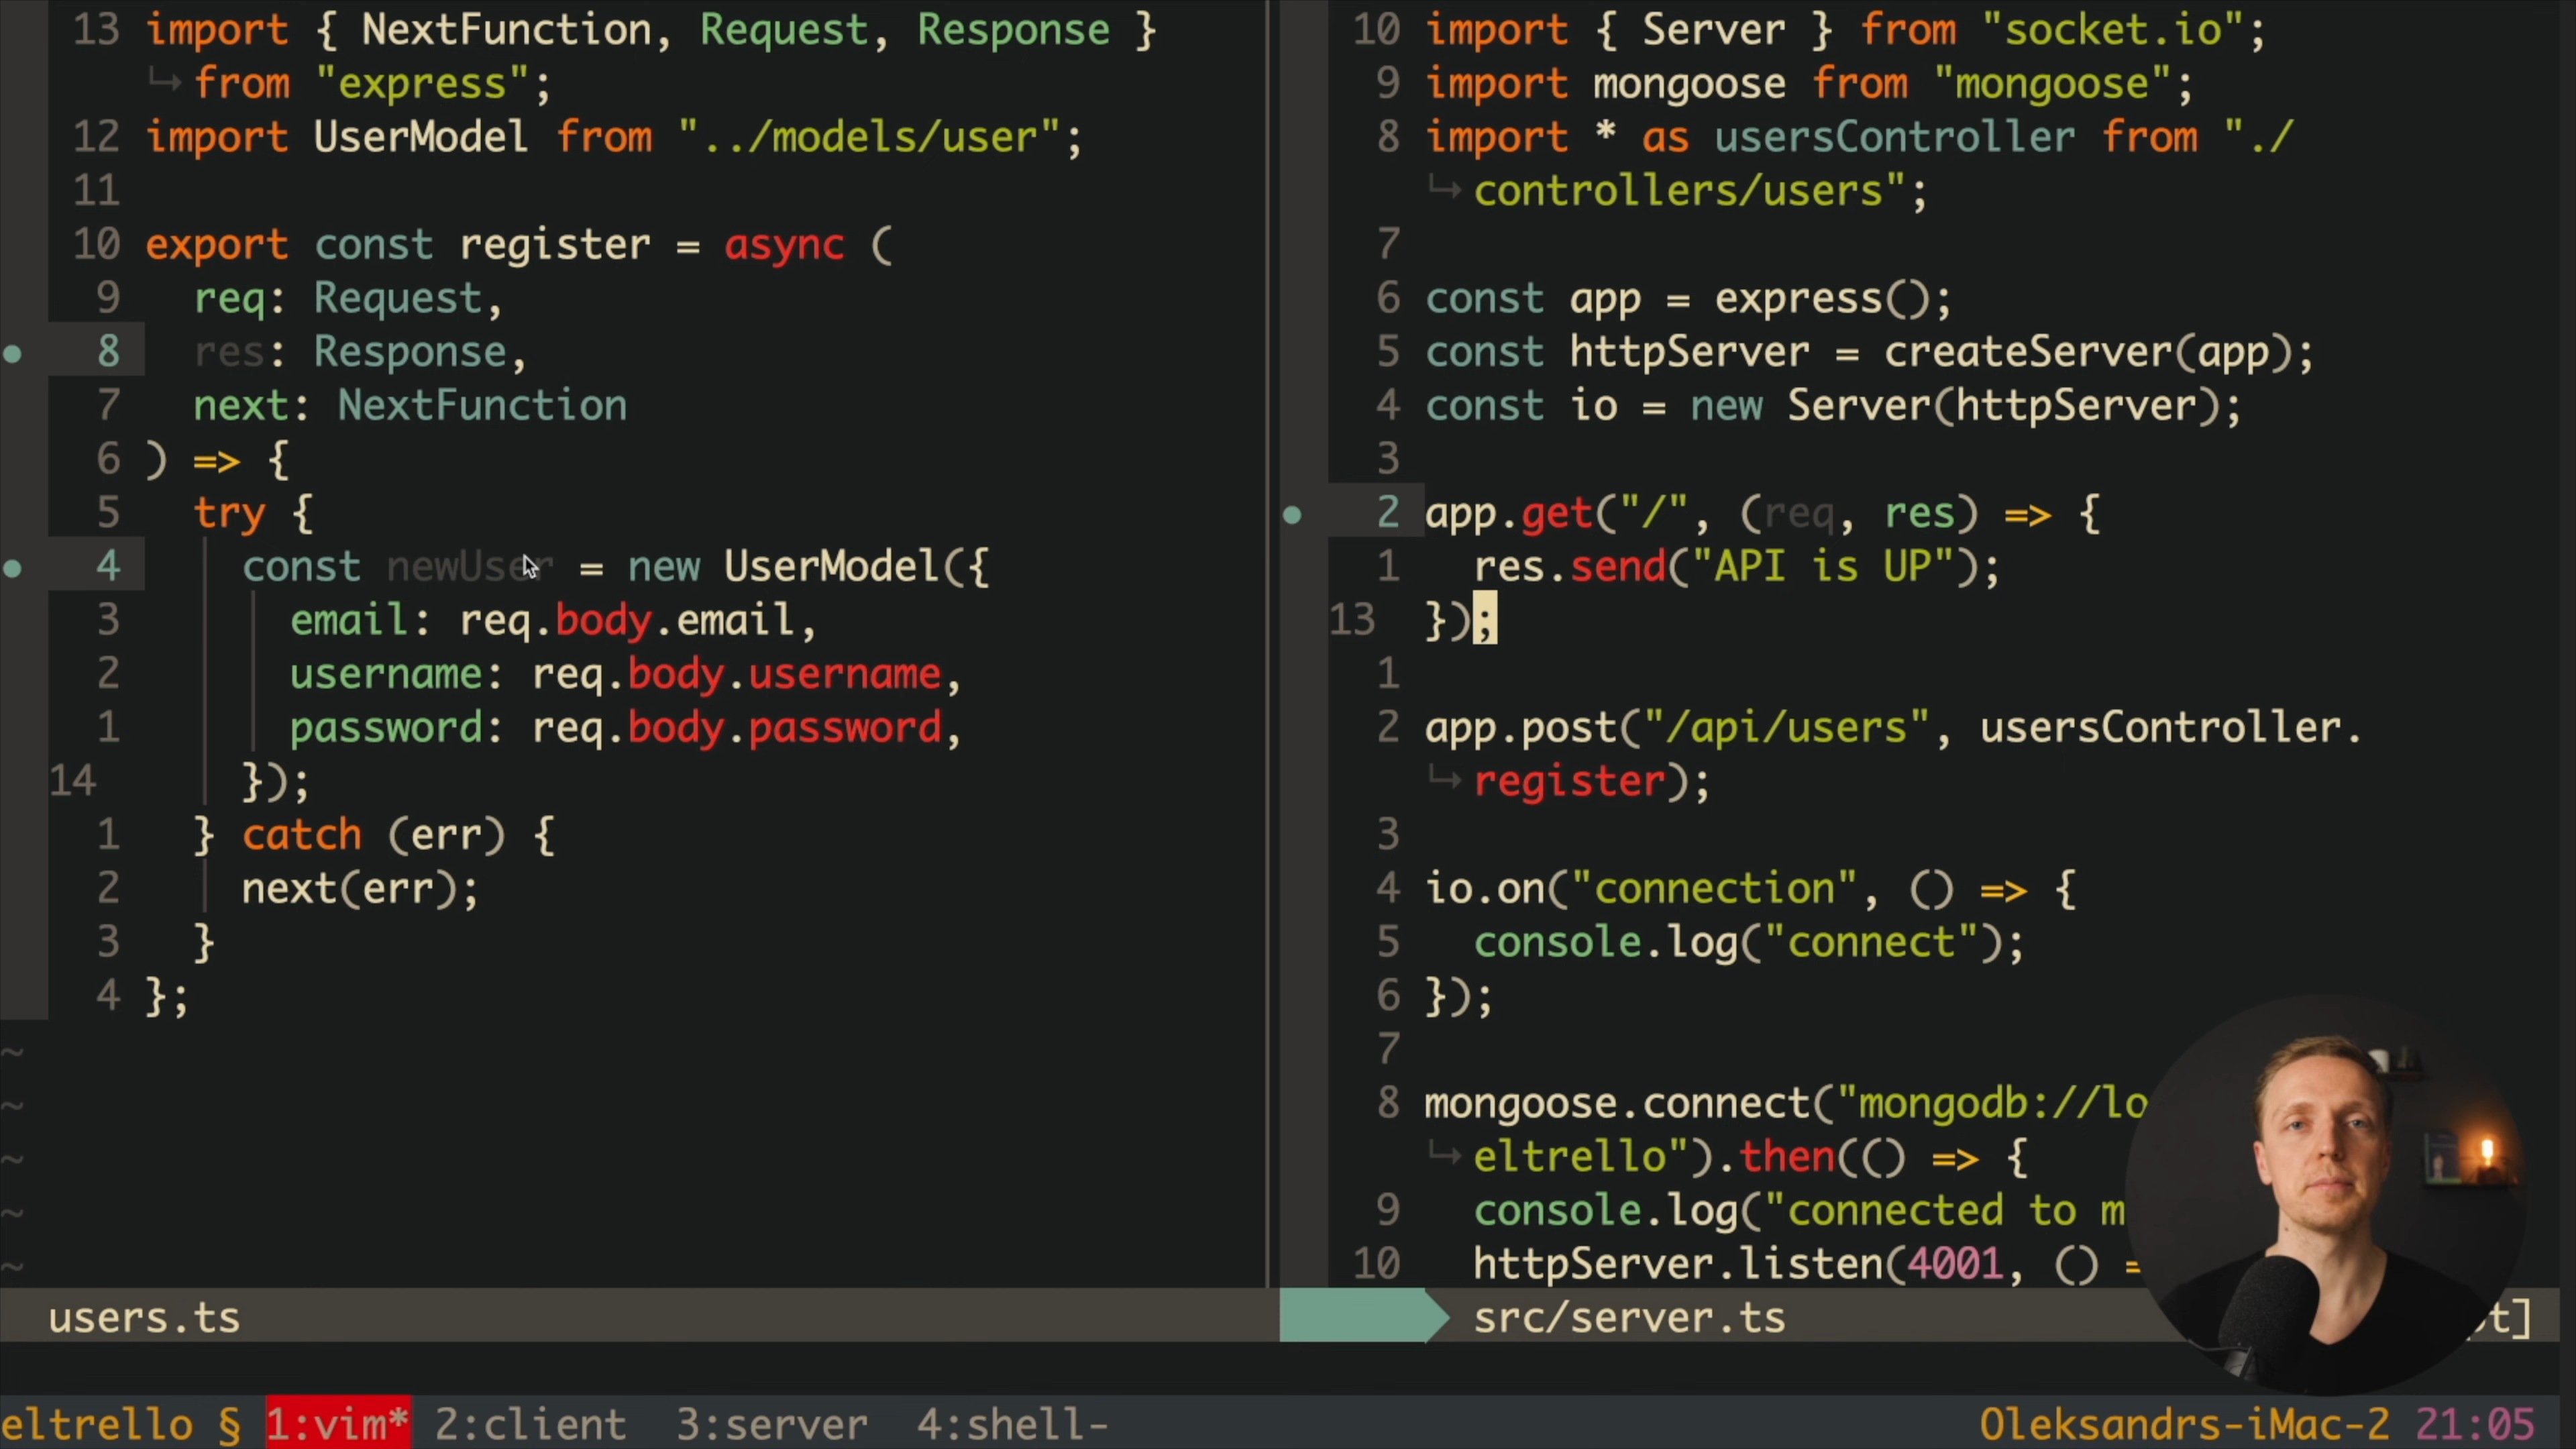 13 import { NextFunction, Request, Response }
↳ from "express";
12 import UserModel from "../models/user";
11
10 export const register = async (
9 req: Request,
8 res: Response,
7 next: NextFunction
6 ) => {
5 try {
4 const newUser = new UserModel({
3 email: req.body.email,
2 username: req.body.username,
1 password: req.body.password,
14 });
1 } catch (err) {
2 next(err);
3 }
4 };
~
~
~
~
~
users.ts
10 import { Server } from "socket.io";
9 import mongoose from "mongoose";
8 import * as usersController from "./
↳ controllers/users";
7
6 const app = express();
5 const httpServer = createServer(app);
4 const io = new Server(httpServer);
3
2 app.get("/", (req, res) => {
1 res.send("API is UP");
13 });
1
2 app.post("/api/users", usersController.
↳ register);
3
4 io.on("connection", () => {
5 console.log("connect");
6 });
7
8 mongoose.connect("mongodb://lo
↳ eltrello").then(() => {
9 console.log("connected to m
10 httpServer.listen(4001, () =
src/server.ts t]
eltrello § 1:vim* 2:client 3:server 4:shell- Oleksandrs-iMac-2 21:05